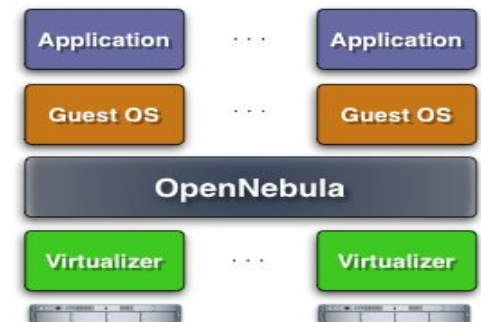 Application ... Application
Guest OS ... Guest OS
OpenNebula
Virtualizer ... Virtualizer